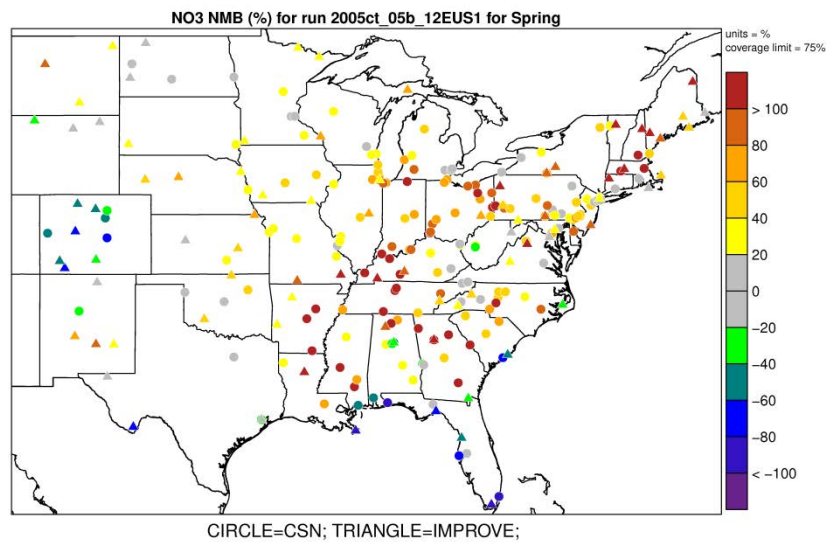 NO3 NMB (%) for run 2005ct_05b_12EUS1 for Spring
units = %
coverage limit = 75%
> 100
80
60
40
20
0
−20
−40
−60
−80
< −100
CIRCLE=CSN; TRIANGLE=IMPROVE;